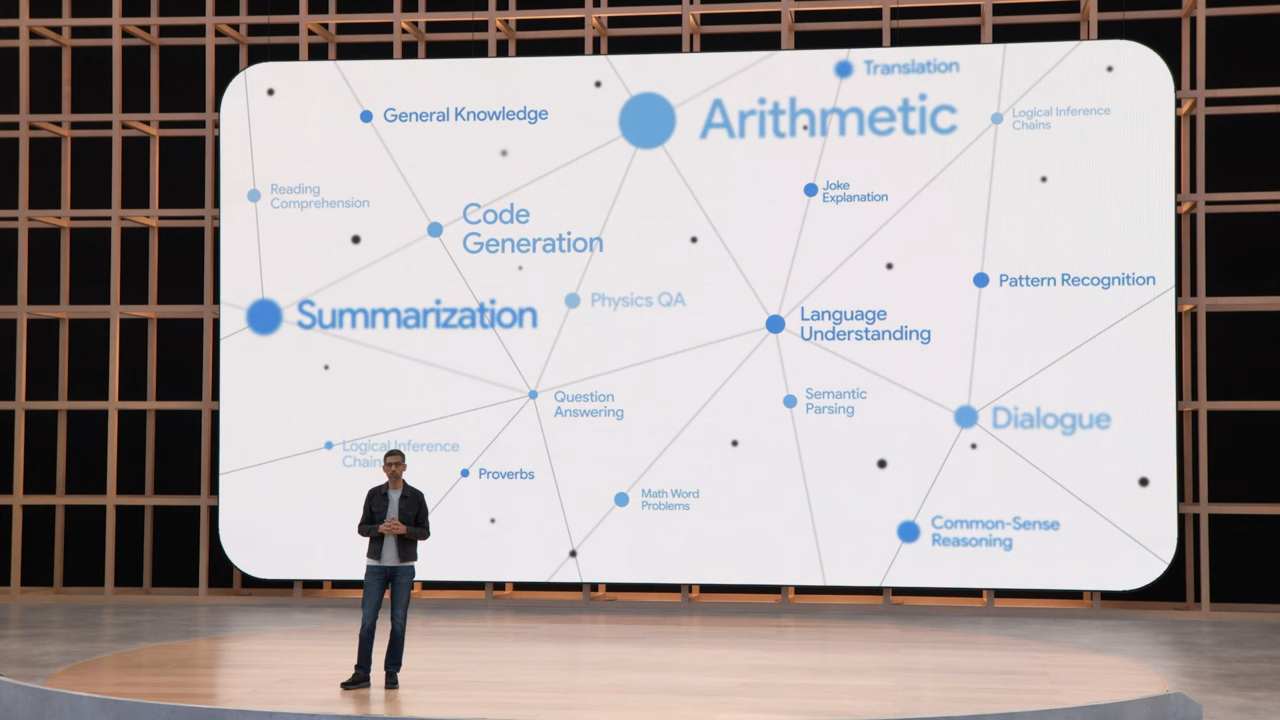 Translation
General Knowledge
Arithmetic
Logical Inference
Chains
Reading
Comprehension
Joke
Explanation
Code
Generation
Pattern Recognition
Physics QA
Summarization
Language
Understanding
Question
Answering
Semantic
Parsing
Dialogue
Logical Inference
Chains
Proverbs
Math Word
Problems
Common-Sense
Reasoning